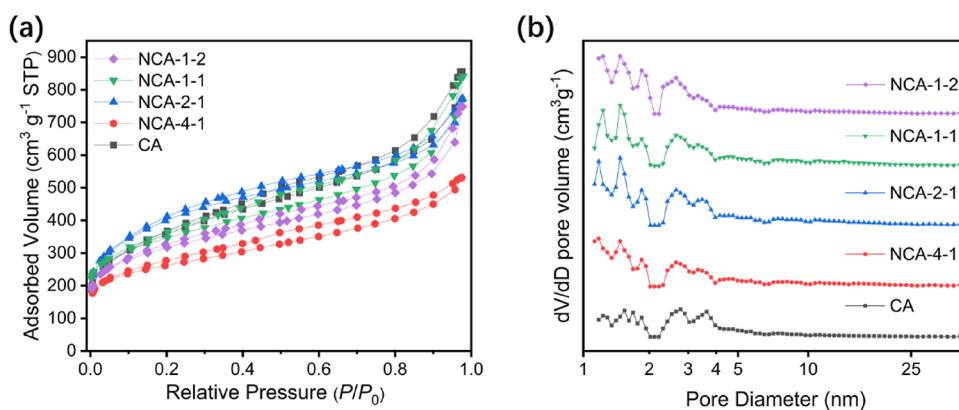 (a)
Adsorbed Volume (cm³ g⁻¹ STP)
900
800
700
600
500
400
300
200
100
0
NCA-1-2
NCA-1-1
NCA-2-1
NCA-4-1
CA
0.0 0.2 0.4 0.6 0.8 1.0
Relative Pressure (P/P₀)
(b)
dV/dD pore volume (cm³g⁻¹)
NCA-1-2
NCA-1-1
NCA-2-1
NCA-4-1
CA
1 2 3 4 5 10 25
Pore Diameter (nm)